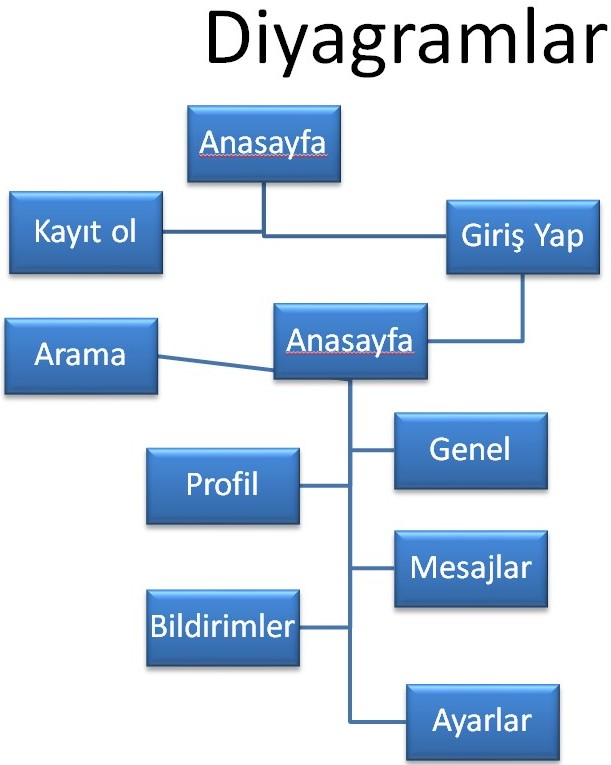 Diyagramlar
Anasayfa
Kayıt ol
Giriş Yap
Anasayfa
Arama
Genel
Profil
Mesajlar
Bildirimler
Ayarlar